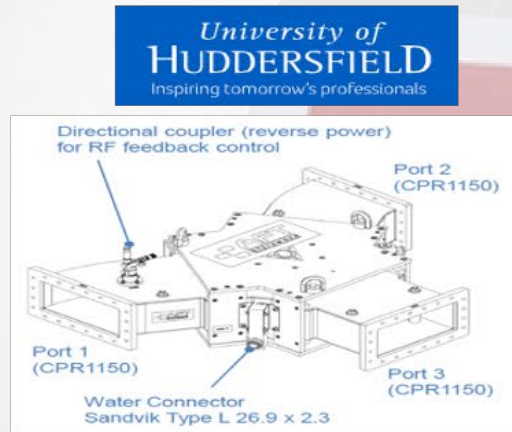 University of
HUDDERSFIELD
Inspiring tomorrow's professionals
Directional coupler (reverse power)
for RF feedback control
Port 2
(CPR1150)
AFT
Port 1
(CPR1150)
Port 3
(CPR1150)
Water Connector
Sandvik Type L 26.9 x 2.3